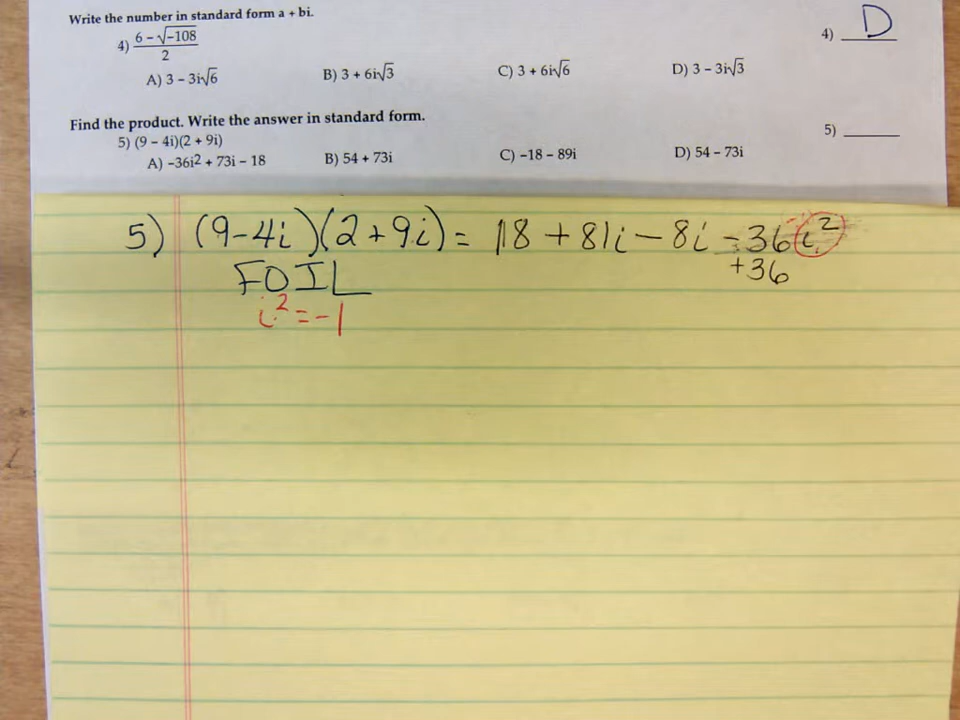 Write the number in standard form a + bi.
4) 6 – √-108 / 2
4) D
A) 3 – 3i√6 B) 3 + 6i√3 C) 3 + 6i√6 D) 3 – 3i√3
Find the product. Write the answer in standard form.
5) (9 – 4i)(2 + 9i)
5) ______
A) –36i2 + 73i – 18 B) 54 + 73i C) –18 – 89i D) 54 – 73i
5) (9-4i)(2+9i) = 18 + 81i - 8i - 36i²
+36
FOIL
i² = -1